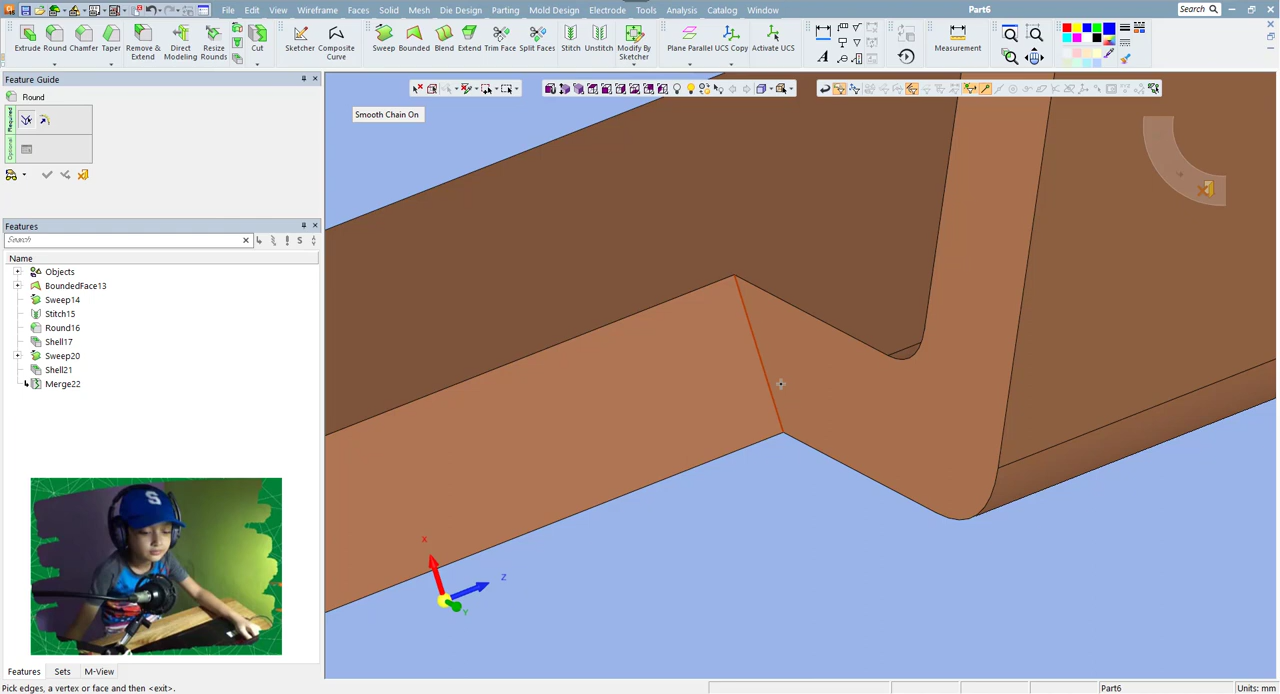 File Edit View Wireframe Faces Solid Mesh Die Design Parting Mold Design Electrode Tools Analysis Catalog Window Part6 Search
Extrude Round Chamfer Taper Remove & Extend Direct Modeling Resize Rounds Cut Sketcher Composite Curve Sweep Bounded Blend Extend Trim Face Split Faces Stitch Unstitch Modify By Sketcher Plane Parallel UCS Copy Activate UCS Measurement
Feature Guide
Round
Required
Optional
Smooth Chain On
Features
Search
S
Name
Objects
BoundedFace13
Sweep14
Stitch15
Round16
Shell17
Sweep20
Shell21
Merge22
S
X
Z
Y
Features Sets M-View
Pick edges, a vertex or face and then <exit>. Part6 Units: mm